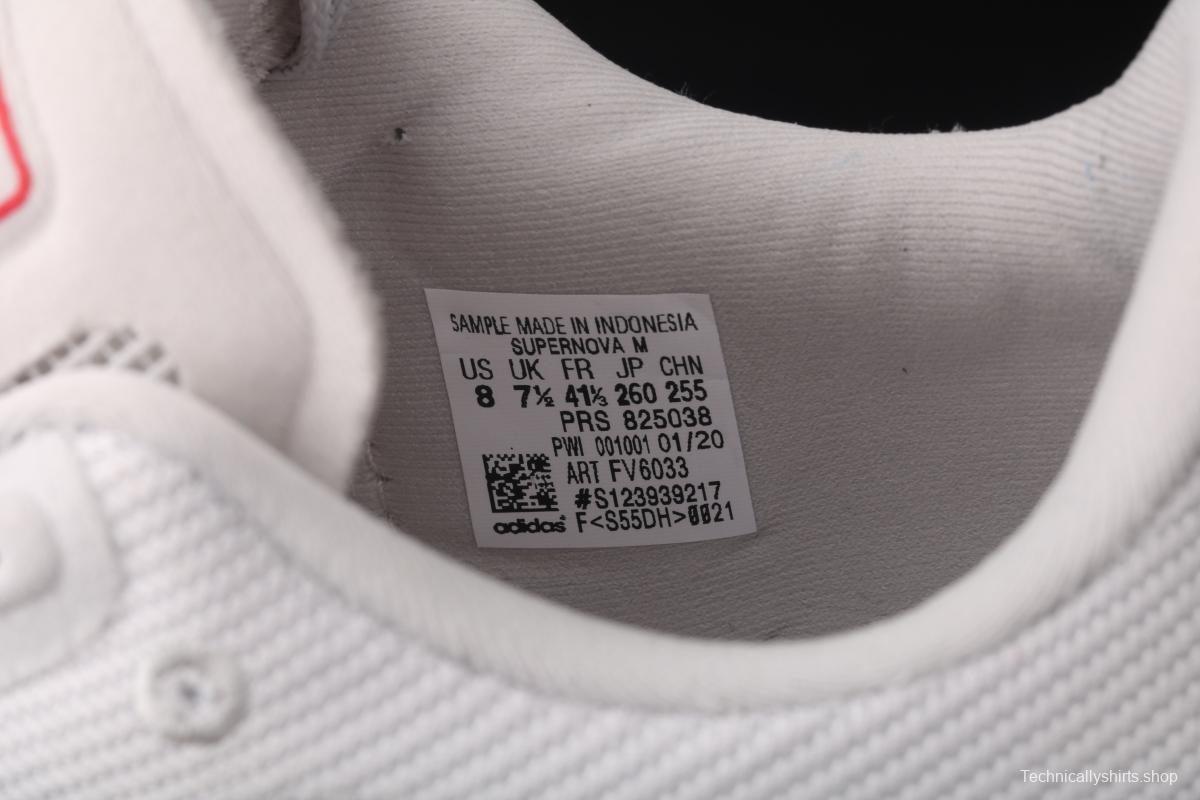 SAMPLE MADE IN INDONESIA
SUPERNOVA M
US UK FR JP CHN
8 7½ 41⅓ 260 255
PRS 825038
PWI 001001 01/20
ART FV6033
#S123939217
adidas F<S55DH>0021
Technicallyshirts.shop